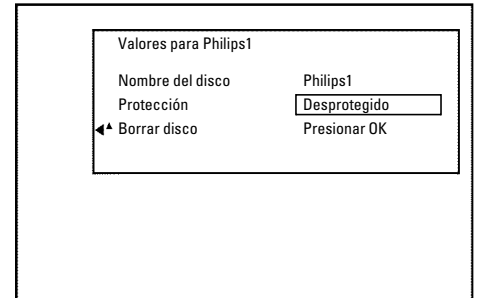 Valores para Philips1
Nombre del disco Philips1
Protección Desprotegido
Borrar disco Presionar OK